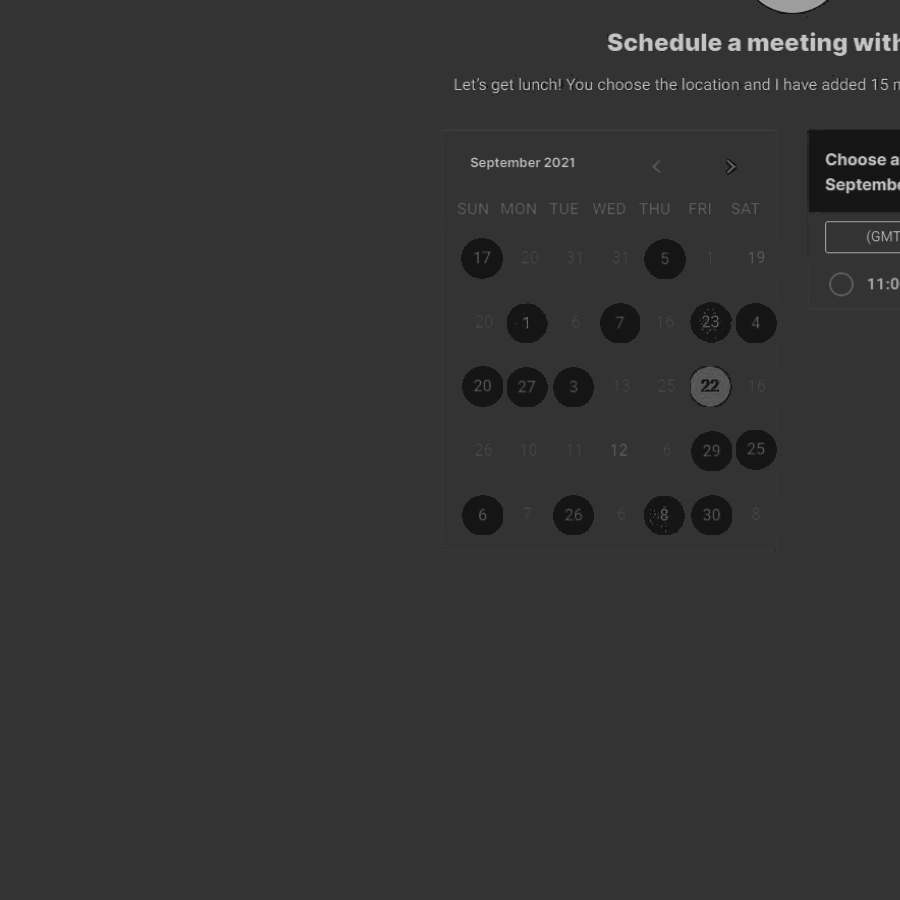 Schedule a meeting with
Let's get lunch! You choose the location and I have added 15 m
September 2021
Choose a
Septembe
SUN MON TUE WED THU FRI SAT
(GMT
17 20 31 31 5 1 19
11:0
20 1 6 7 16 23 4
20 27 3 13 25 22 16
26 10 11 12 6 29 25
6 7 26 6 8 30 8